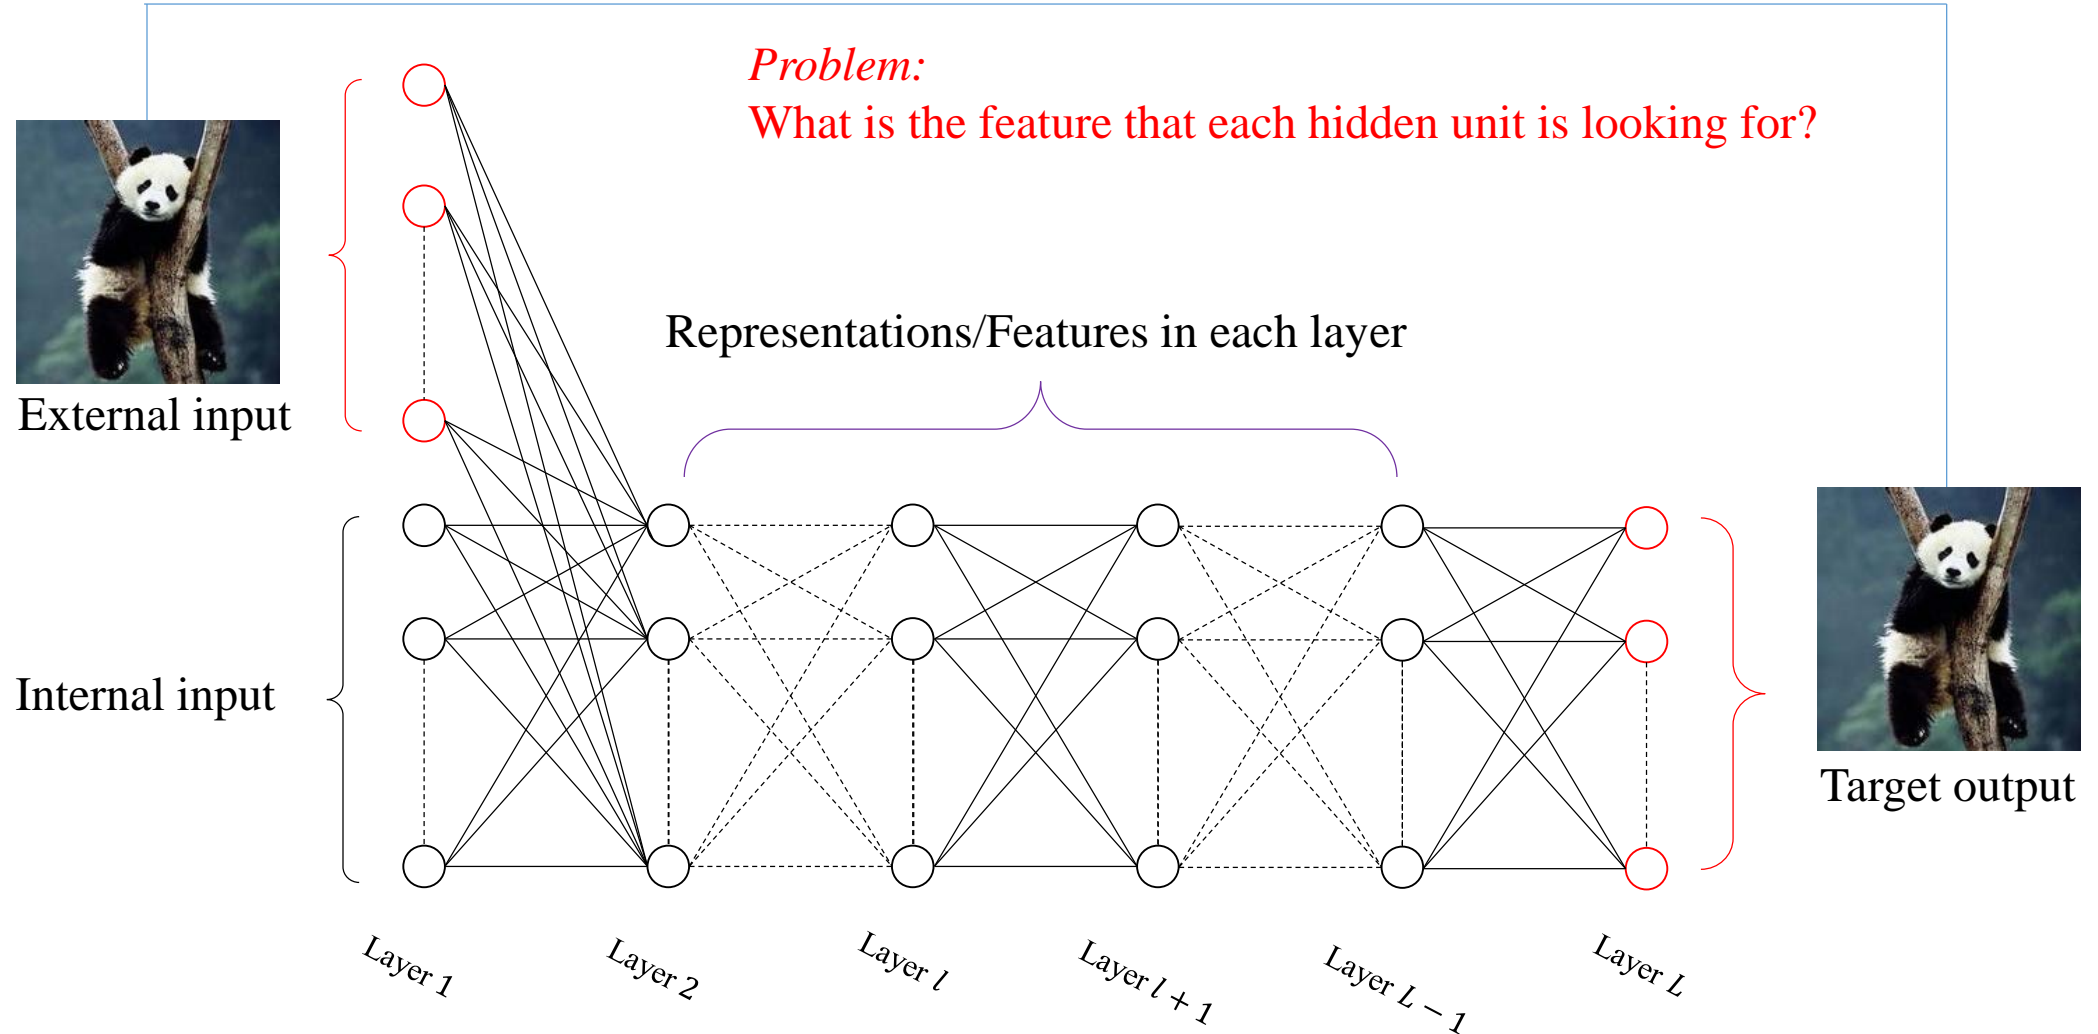 Problem:
What is the feature that each hidden unit is looking for?
Representations/Features in each layer
External input
Internal input
Target output
Layer 1
Layer 2
Layer l
Layer l + 1
Layer L − 1
Layer L